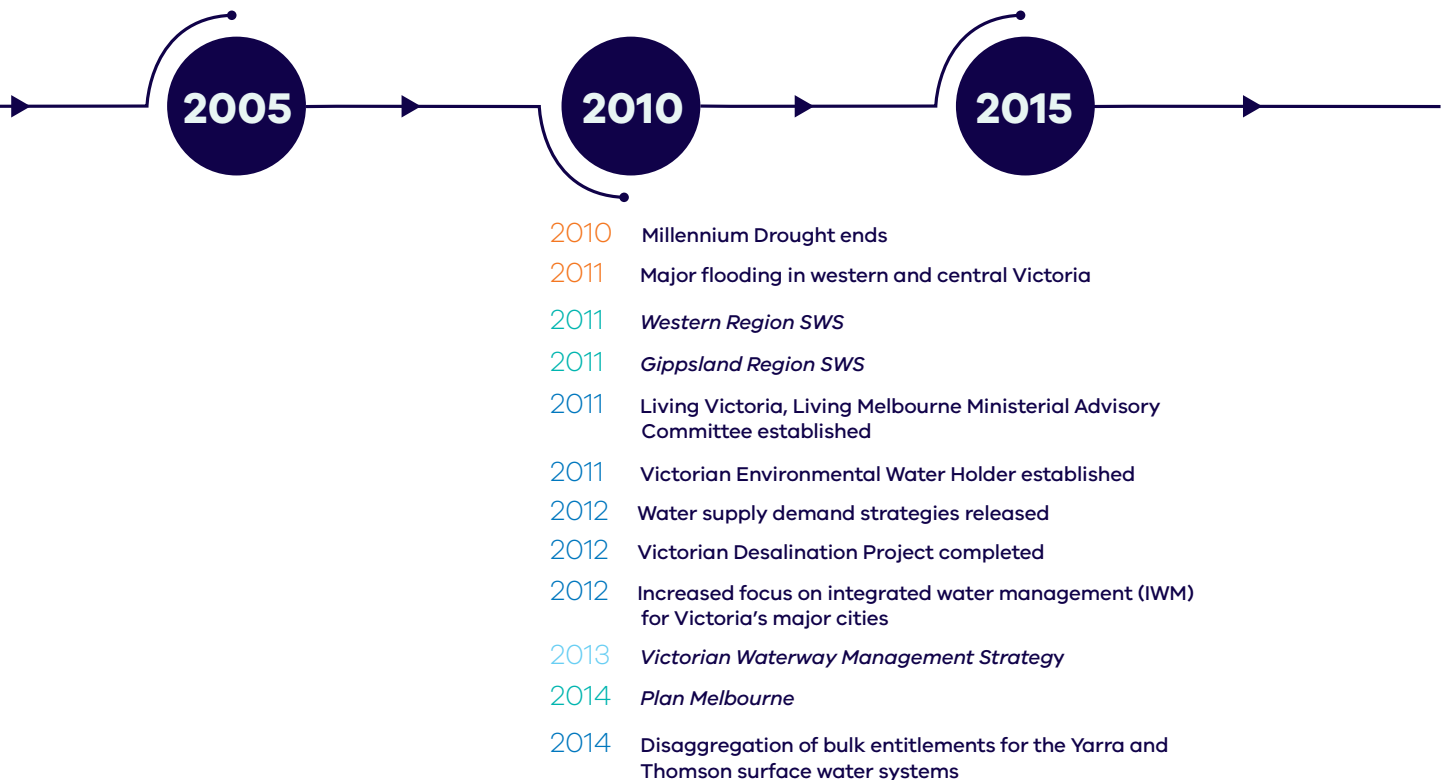 2005
2010
2015
2010 Millennium Drought ends
2011 Major flooding in western and central Victoria
2011 Western Region SWS
2011 Gippsland Region SWS
2011 Living Victoria, Living Melbourne Ministerial Advisory
Committee established
2011 Victorian Environmental Water Holder established
2012 Water supply demand strategies released
2012 Victorian Desalination Project completed
2012 Increased focus on integrated water management (IWM)
for Victoria’s major cities
2013 Victorian Waterway Management Strategy
2014 Plan Melbourne
2014 Disaggregation of bulk entitlements for the Yarra and
Thomson surface water systems